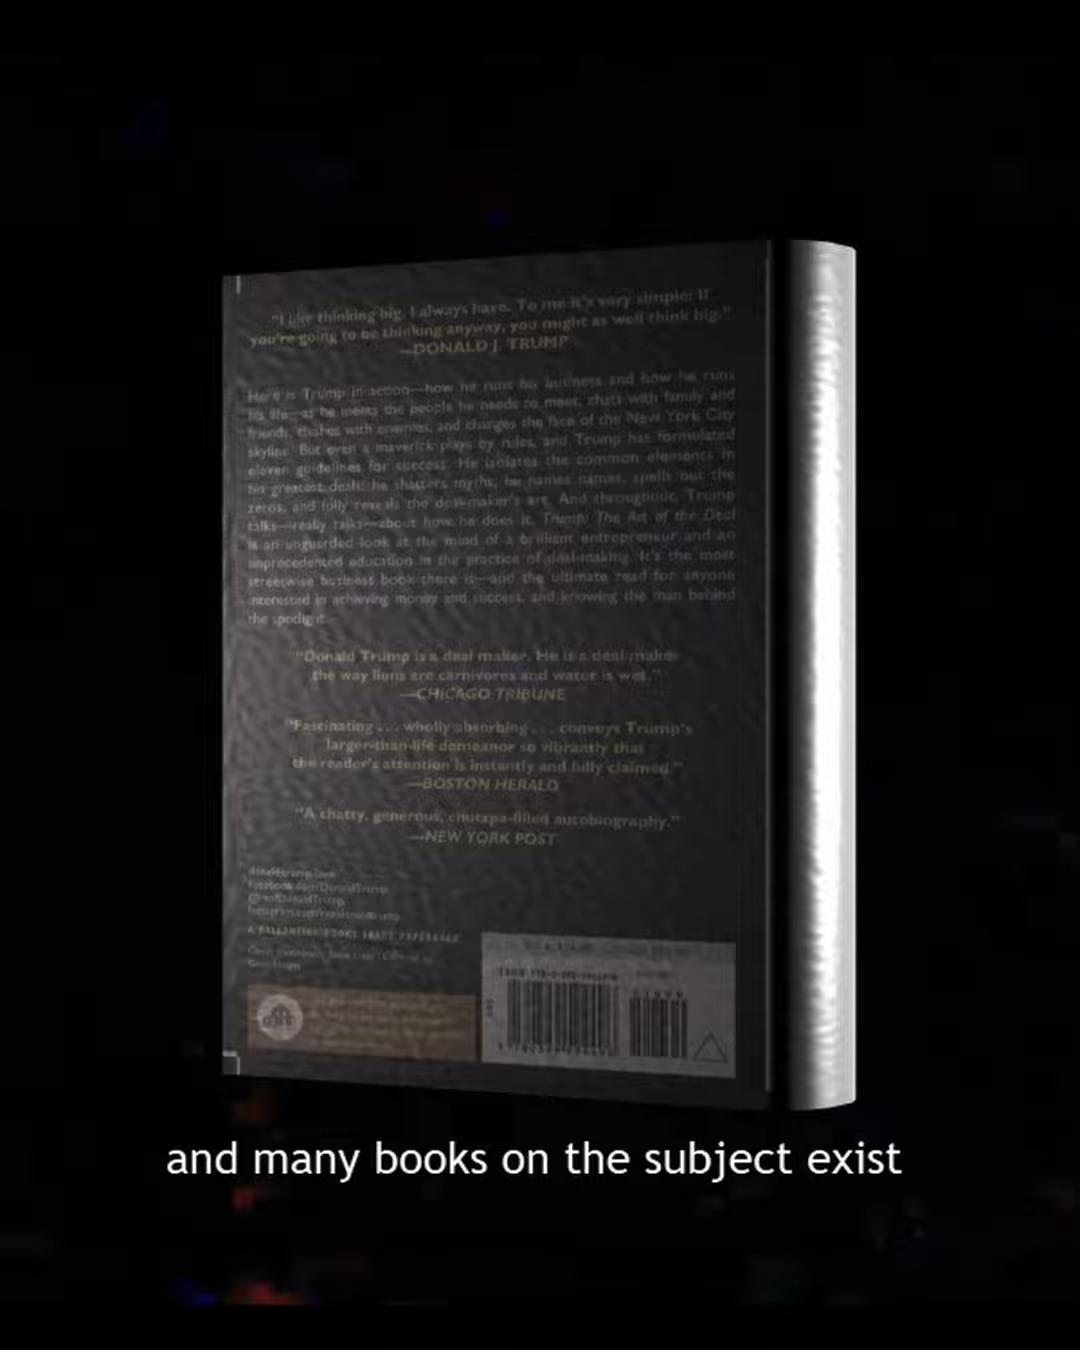 "I like thinking big. I always have. To me it's very simple: If
you're going to be thinking anyway, you might as well think big."
—DONALD J. TRUMP
Here is Trump in action—how he runs his business and how he runs
his life—as he meets the people he needs to meet, chats with family and
friends, clashes with enemies, and changes the face of the New York City
skyline. But even a maverick plays by rules, and Trump has formulated
eleven guidelines for success. He isolates the common elements in
his greatest deals; he shatters myths; he names names, spells out the
zeros, and fully reveals the deal-maker's art. And throughout, Trump
talks—really talks—about how he does it. Trump: The Art of the Deal
is an unguarded look at the mind of a brilliant entrepreneur and an
unprecedented education in the practice of deal-making. It's the most
streetwise business book there is—and the ultimate read for anyone
interested in achieving money and success, and knowing the man behind
the spotlight.
"Donald Trump is a deal maker. He is a deal maker
the way lions are carnivores and water is wet."
—CHICAGO TRIBUNE
"Fascinating . . . wholly absorbing . . . conveys Trump's
larger-than-life demeanor so vibrantly that
the reader's attention is instantly and fully claimed."
—BOSTON HERALD
"A chatty, generous, chutzpa-filled autobiography."
—NEW YORK POST
A BALLANTINE BOOKS TRADE PAPERBACK
and many books on the subject exist